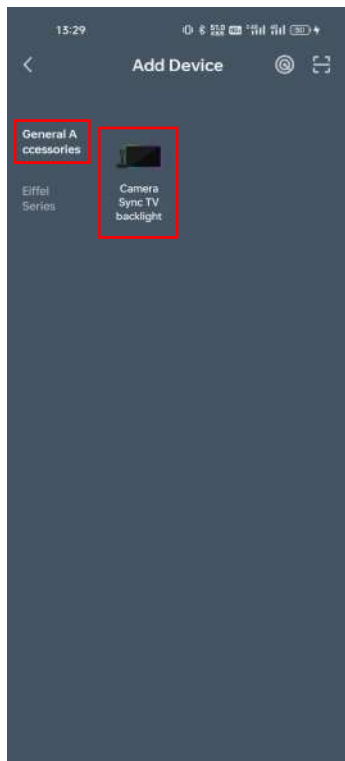 13:29
Add Device
General A
ccessories
Camera
Sync TV
backlight
Eiffel
Series